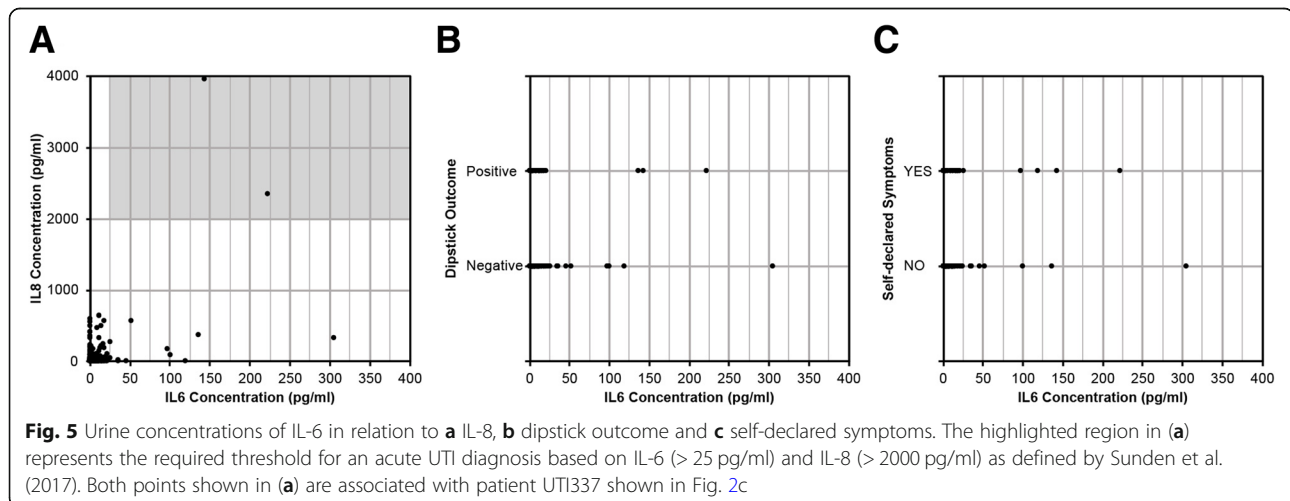 A
B
C
4000
3000
2000
1000
0
IL8 Concentration (pg/ml)
0 50 100 150 200 250 300 350 400
IL6 Concentration (pg/ml)
Dipstick Outcome
Positive
Negative
0 50 100 150 200 250 300 350 400
IL6 Concentration (pg/ml)
Self-declared Symptoms
YES
NO
0 50 100 150 200 250 300 350 400
IL6 Concentration (pg/ml)
Fig. 5 Urine concentrations of IL-6 in relation to a IL-8, b dipstick outcome and c self-declared symptoms. The highlighted region in (a)
represents the required threshold for an acute UTI diagnosis based on IL-6 (> 25 pg/ml) and IL-8 (> 2000 pg/ml) as defined by Sunden et al.
(2017). Both points shown in (a) are associated with patient UTI337 shown in Fig. 2c